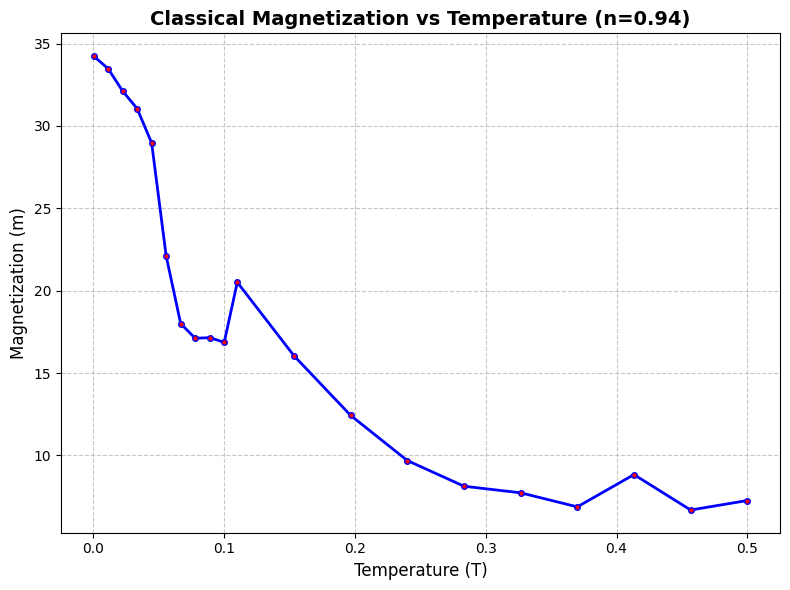 Classical Magnetization vs Temperature (n=0.94)
Magnetization (m)
35
30
25
20
15
10
0.0 0.1 0.2 0.3 0.4 0.5
Temperature (T)